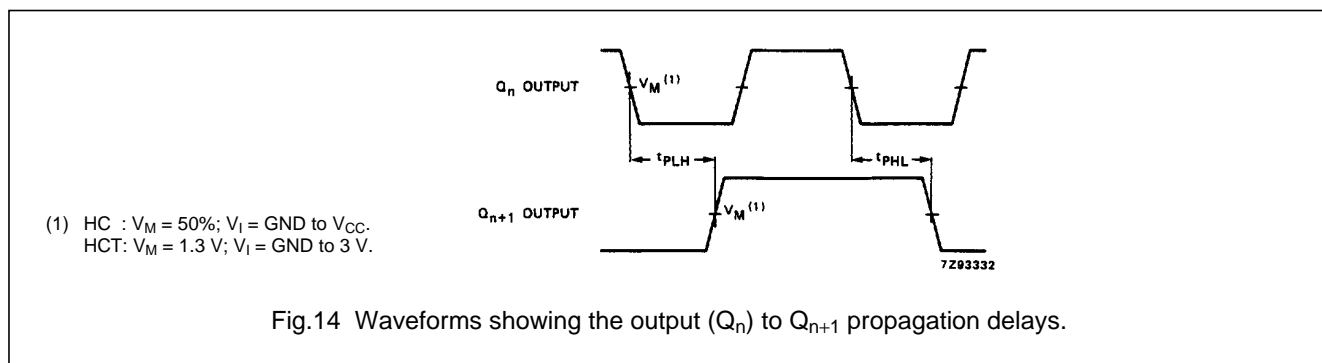 Qn OUTPUT
VM (1)
tPLH
tPHL
Qn+1 OUTPUT
VM (1)
7Z93332
(1) HC : VM = 50%; VI = GND to VCC.
HCT: VM = 1.3 V; VI = GND to 3 V.
Fig.14 Waveforms showing the output (Qn) to Qn+1 propagation delays.